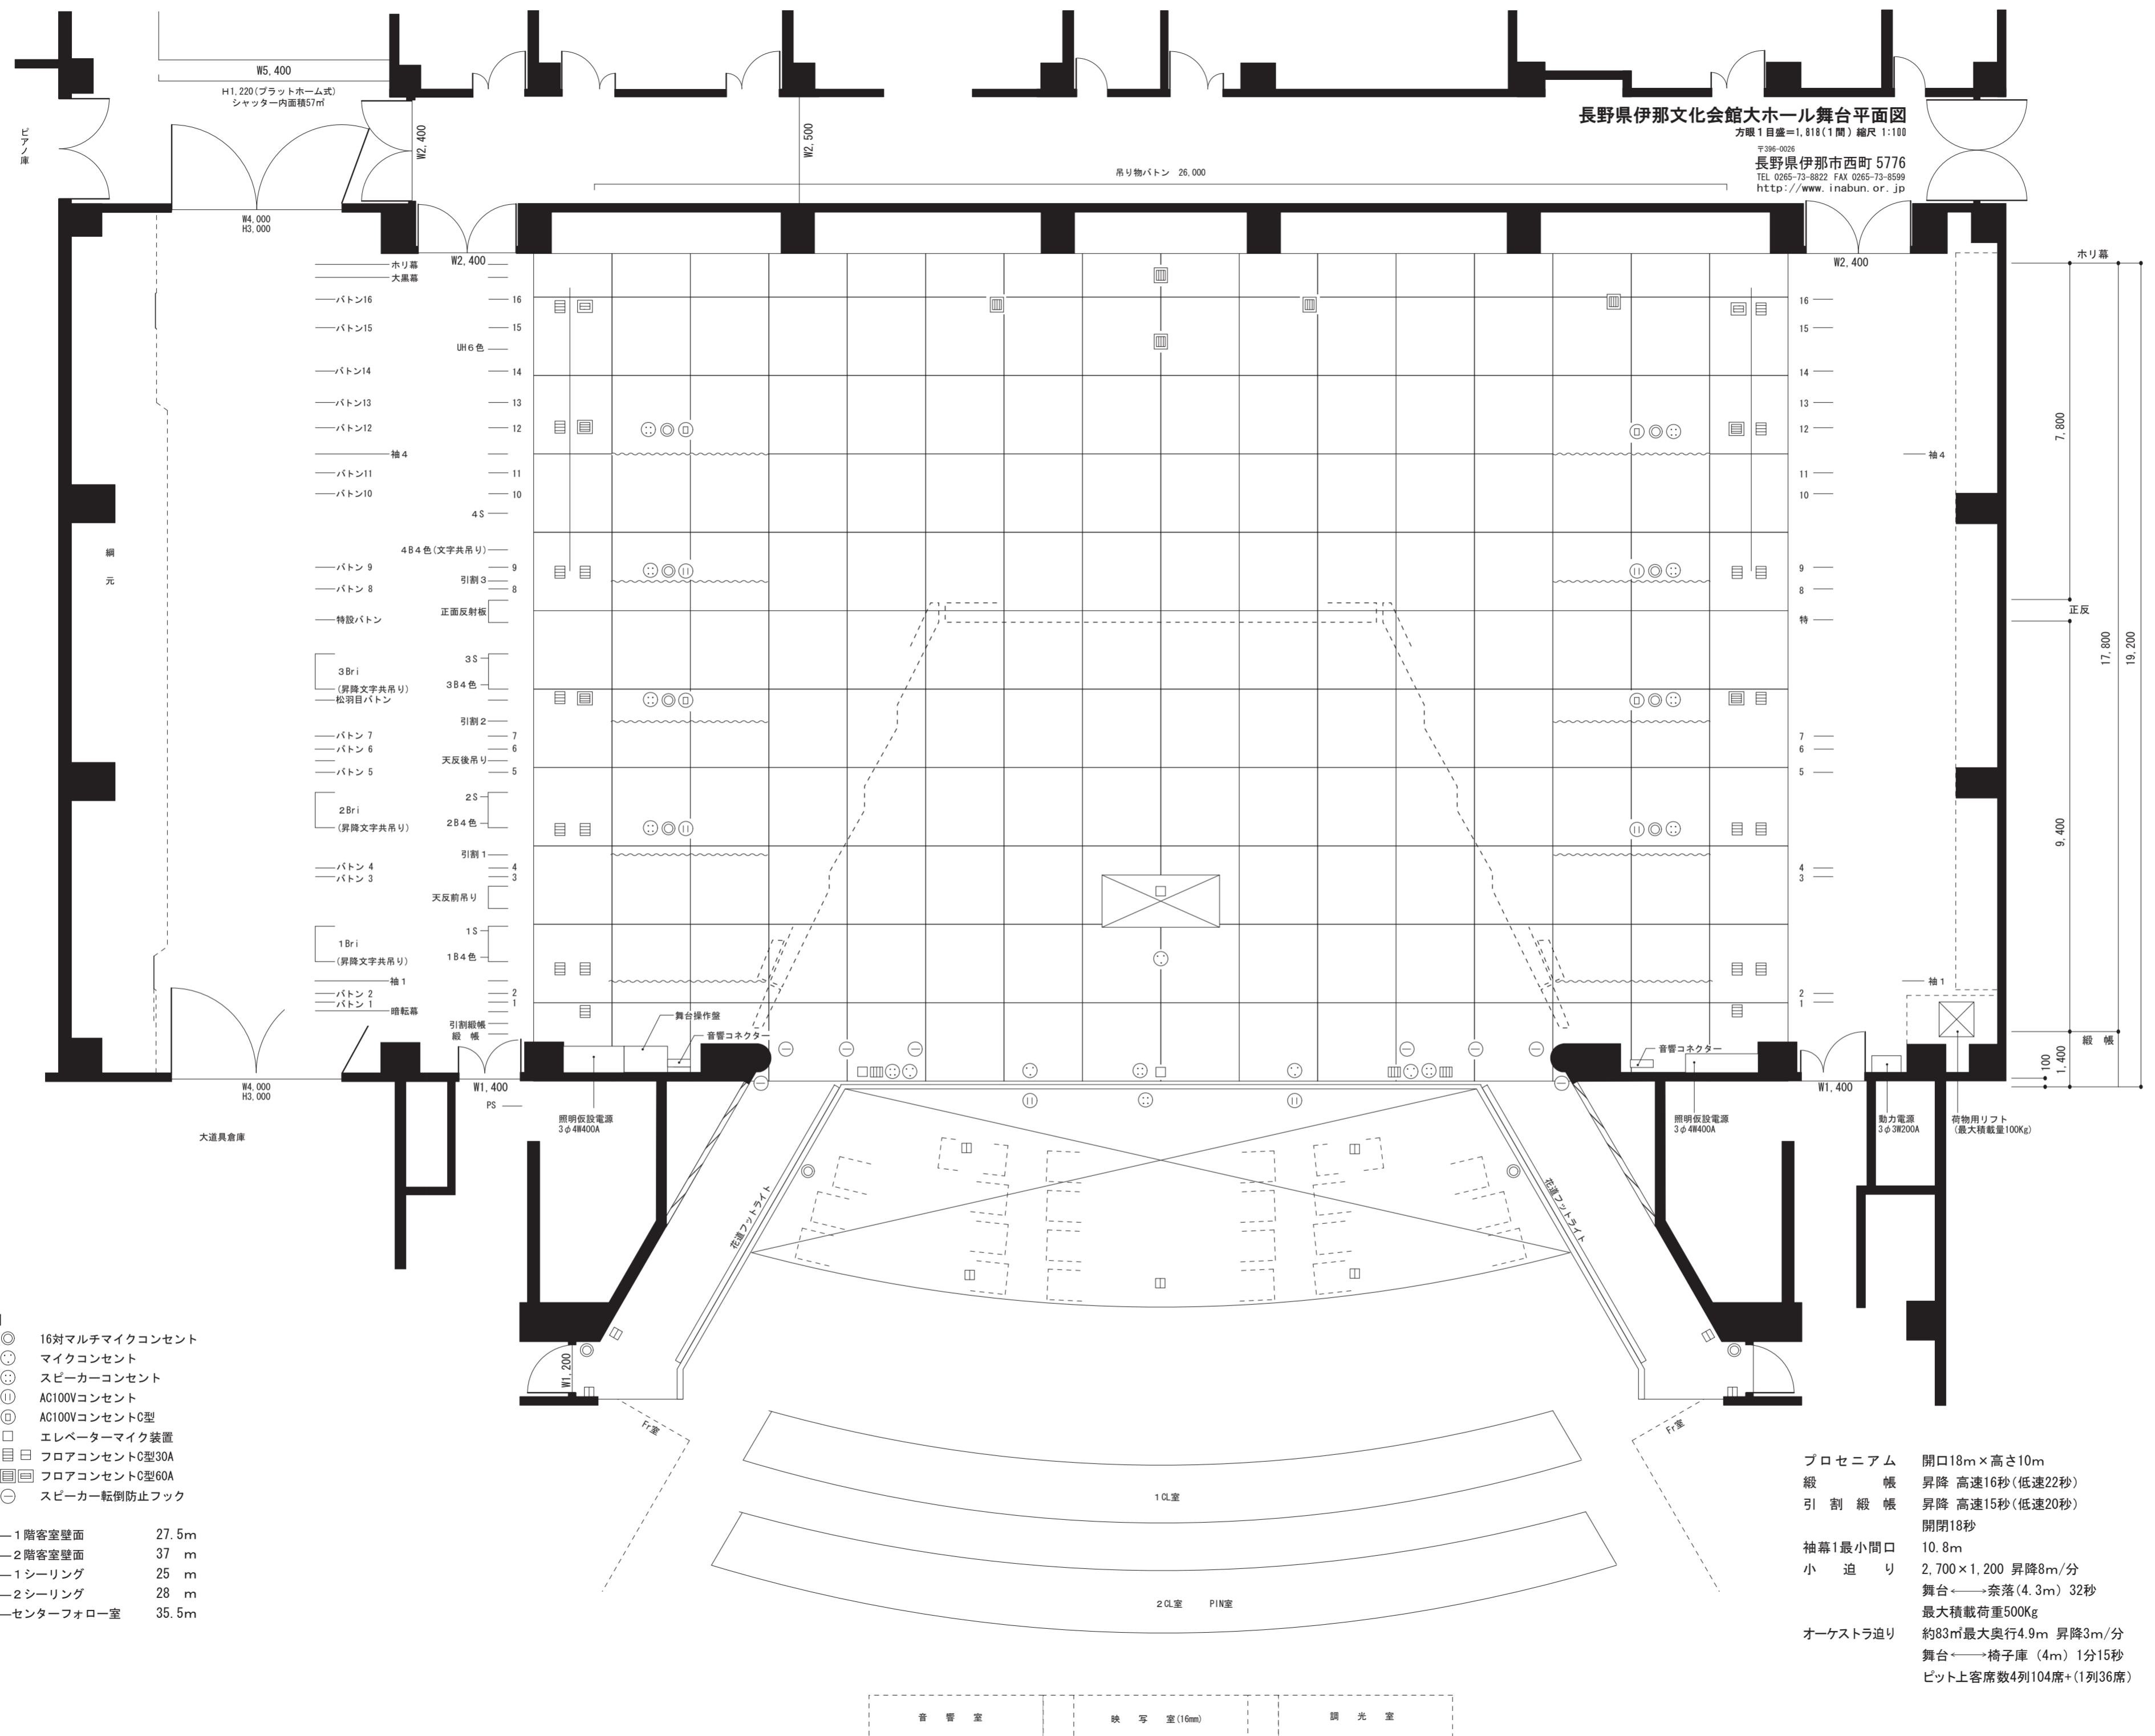 長野県伊那文化会館大ホール舞台平面図
方眼1目盛=1,818(1間) 縮尺 1:100
〒396-0026
長野県伊那市西町 5776
TEL 0265-73-8822 FAX 0265-73-8599
http://www.inabun.or.jp
W5,400
H1,220(プラットホーム式)
シャッター内面積57㎡
ピアノ庫
W2,400
W2,500
吊り物バトン 26,000
W4,000
H3,000
W2,400
W2,400
ホリ幕
大黒幕
バトン16
16
バトン15
15
UH6色
バトン14
14
バトン13
13
バトン12
12
袖4
バトン11
11
バトン10
10
4S
綱元
4B4色(文字共吊り)
バトン 9
9
引割3
バトン 8
8
正面反射板
特設バトン
3S
3Bri
3B4色
(昇降文字共吊り)
松羽目バトン
引割2
バトン 7
7
バトン 6
6
天反後吊り
バトン 5
5
2S
2Bri
2B4色
(昇降文字共吊り)
引割1
バトン 4
4
バトン 3
3
天反前吊り
1S
1Bri
1B4色
(昇降文字共吊り)
袖1
バトン 2
2
バトン 1
1
暗転幕
引割緞帳
緞 帳
舞台操作盤
音響コネクター
16
15
14
13
12
袖4
11
10
9
8
特
7
6
5
4
3
袖1
2
1
音響コネクター
ホリ幕
7,800
正反
17,800
19,200
9,400
緞 帳
100
1,400
W4,000
H3,000
大道具倉庫
W1,400
PS
照明仮設電源
3φ4W400A
照明仮設電源
3φ4W400A
W1,400
動力電源
3φ3W200A
荷物用リフト
(最大積載量100Kg)
花道フットライト
花道フットライト
W1,200
Fr室
Fr室
1CL室
2CL室 PIN室
音 響 室
映 写 室(16mm)
調 光 室
16対マルチマイクコンセント
マイクコンセント
スピーカーコンセント
AC100Vコンセント
AC100VコンセントC型
エレベーターマイク装置
フロアコンセントC型30A
フロアコンセントC型60A
スピーカー転倒防止フック
―1階客室壁面 27.5m
―2階客室壁面 37 m
―1シーリング 25 m
―2シーリング 28 m
―センターフォロー室 35.5m
プロセニアム 開口18m×高さ10m
緞 帳 昇降 高速16秒(低速22秒)
引 割 緞 帳 昇降 高速15秒(低速20秒)
開閉18秒
袖幕1最小間口 10.8m
小 迫 り 2,700×1,200 昇降8m/分
舞台←→奈落(4.3m) 32秒
最大積載荷重500Kg
オーケストラ迫り 約83㎡最大奥行4.9m 昇降3m/分
舞台←→椅子庫 (4m) 1分15秒
ピット上客席数4列104席+(1列36席)